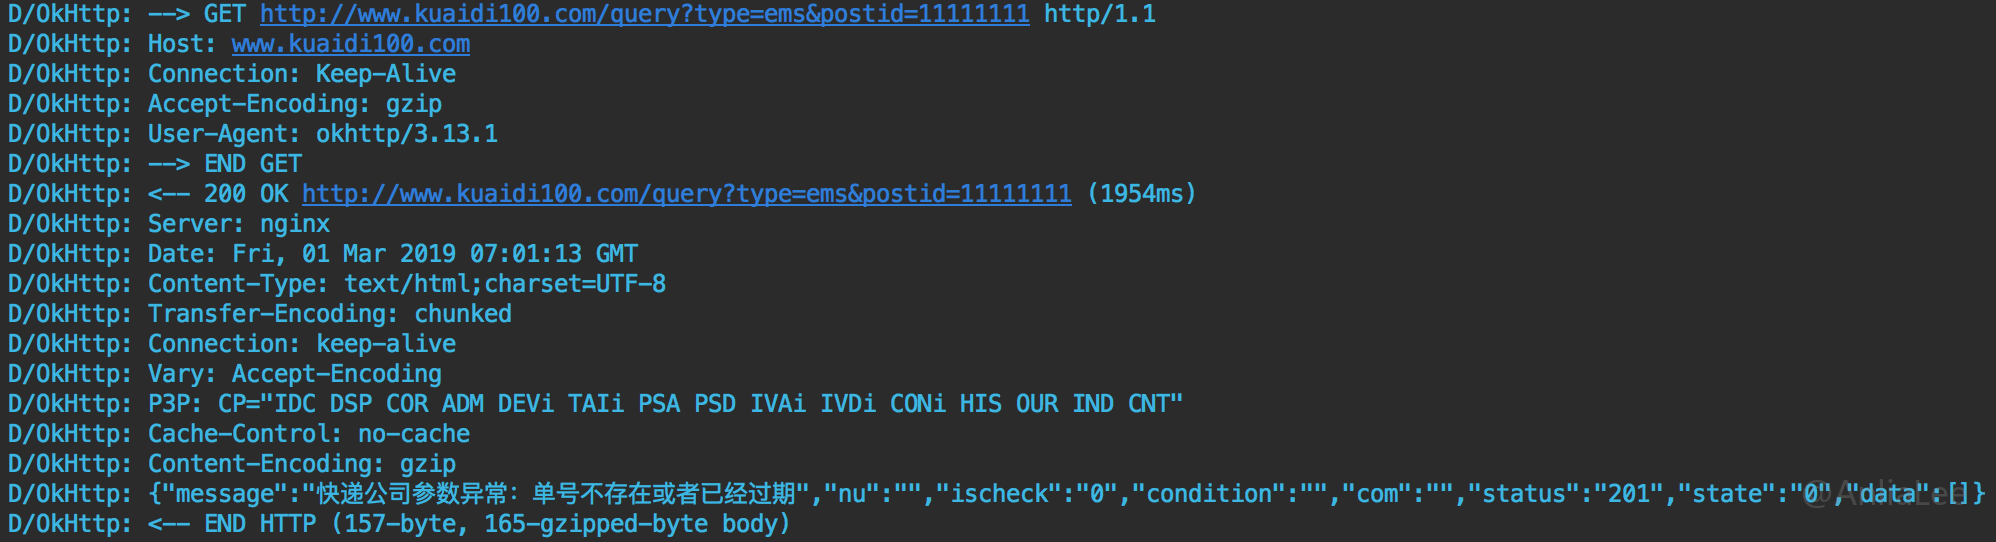 D/OkHttp: --> GET http://www.kuaidi100.com/query?type=ems&postid=11111111 http/1.1
D/OkHttp: Host: www.kuaidi100.com
D/OkHttp: Connection: Keep-Alive
D/OkHttp: Accept-Encoding: gzip
D/OkHttp: User-Agent: okhttp/3.13.1
D/OkHttp: --> END GET
D/OkHttp: <-- 200 OK http://www.kuaidi100.com/query?type=ems&postid=11111111 (1954ms)
D/OkHttp: Server: nginx
D/OkHttp: Date: Fri, 01 Mar 2019 07:01:13 GMT
D/OkHttp: Content-Type: text/html;charset=UTF-8
D/OkHttp: Transfer-Encoding: chunked
D/OkHttp: Connection: keep-alive
D/OkHttp: Vary: Accept-Encoding
D/OkHttp: P3P: CP="IDC DSP COR ADM DEVi TAIi PSA PSD IVAi IVDi CONi HIS OUR IND CNT"
D/OkHttp: Cache-Control: no-cache
D/OkHttp: Content-Encoding: gzip
D/OkHttp: {"message":"快递公司参数异常：单号不存在或者已经过期","nu":"","ischeck":"0","condition":"","com":"","status":"201","state":"0","data":[]}
D/OkHttp: <-- END HTTP (157-byte, 165-gzipped-byte body)